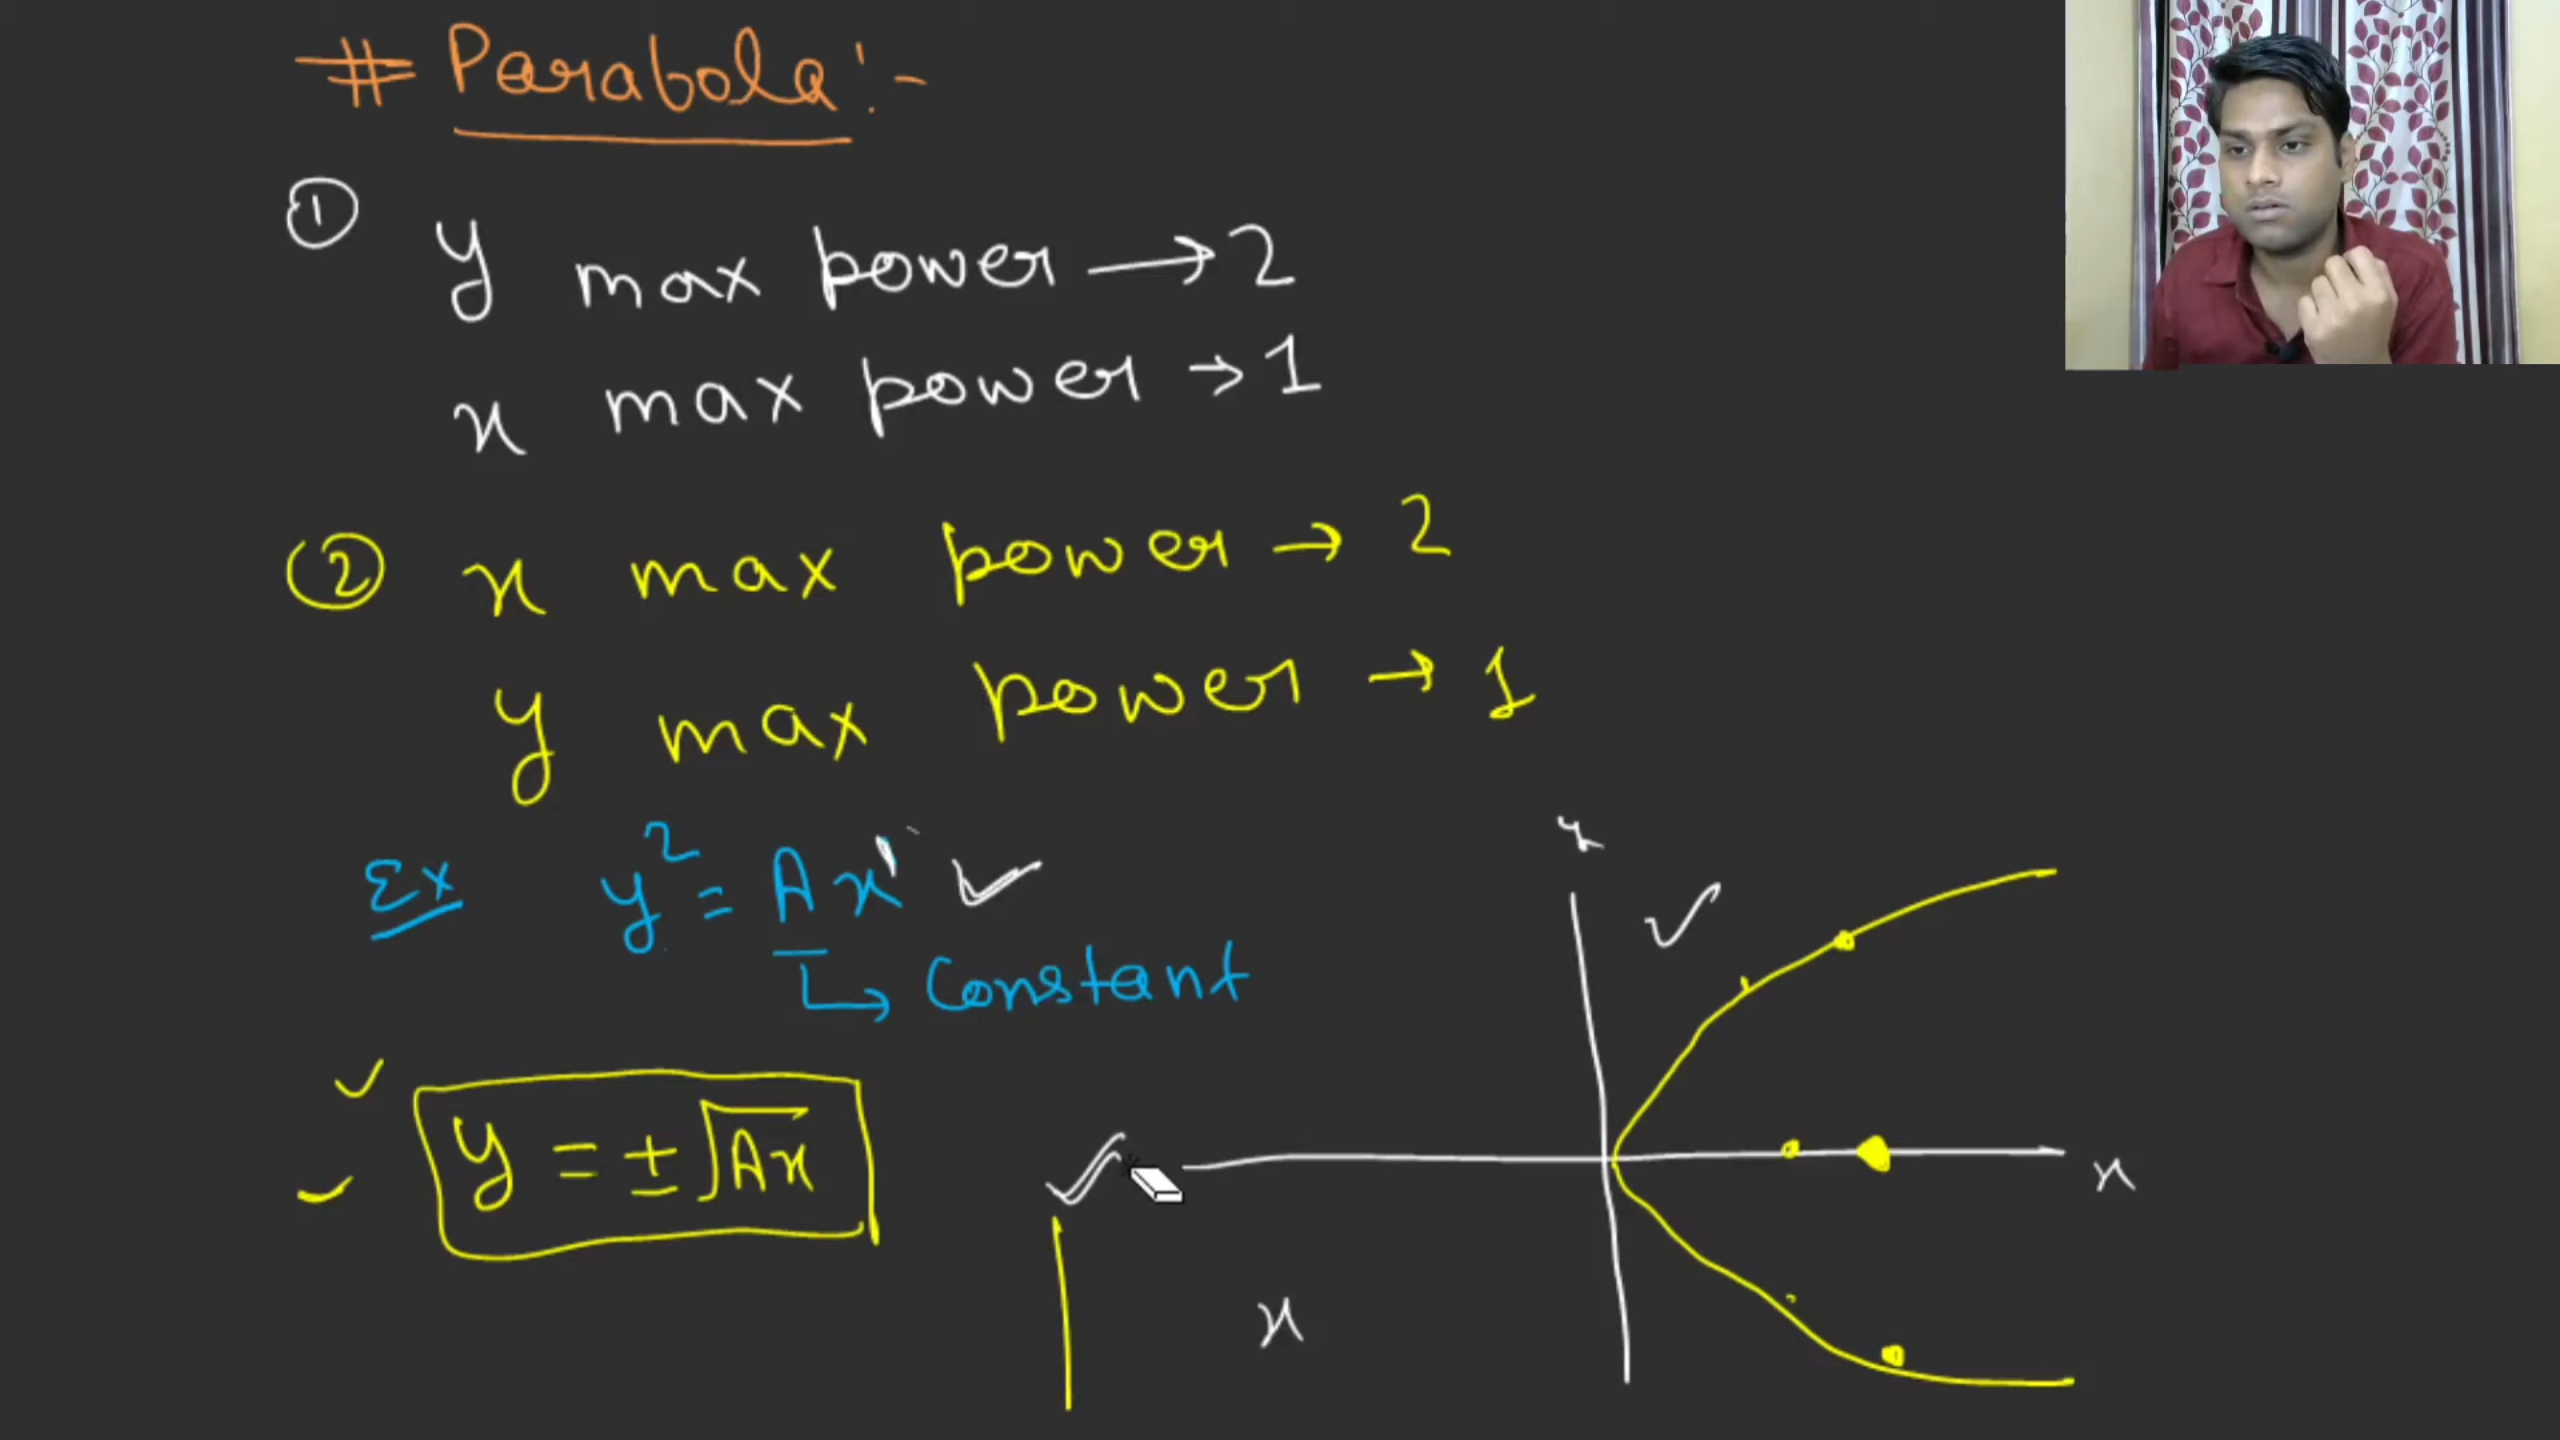 # Parabola :-
① y max power → 2
x max power → 1
② x max power → 2
y max power → 1
Ex y² = Ax¹
↳ Constant
y = ±√Ax
y
x
x